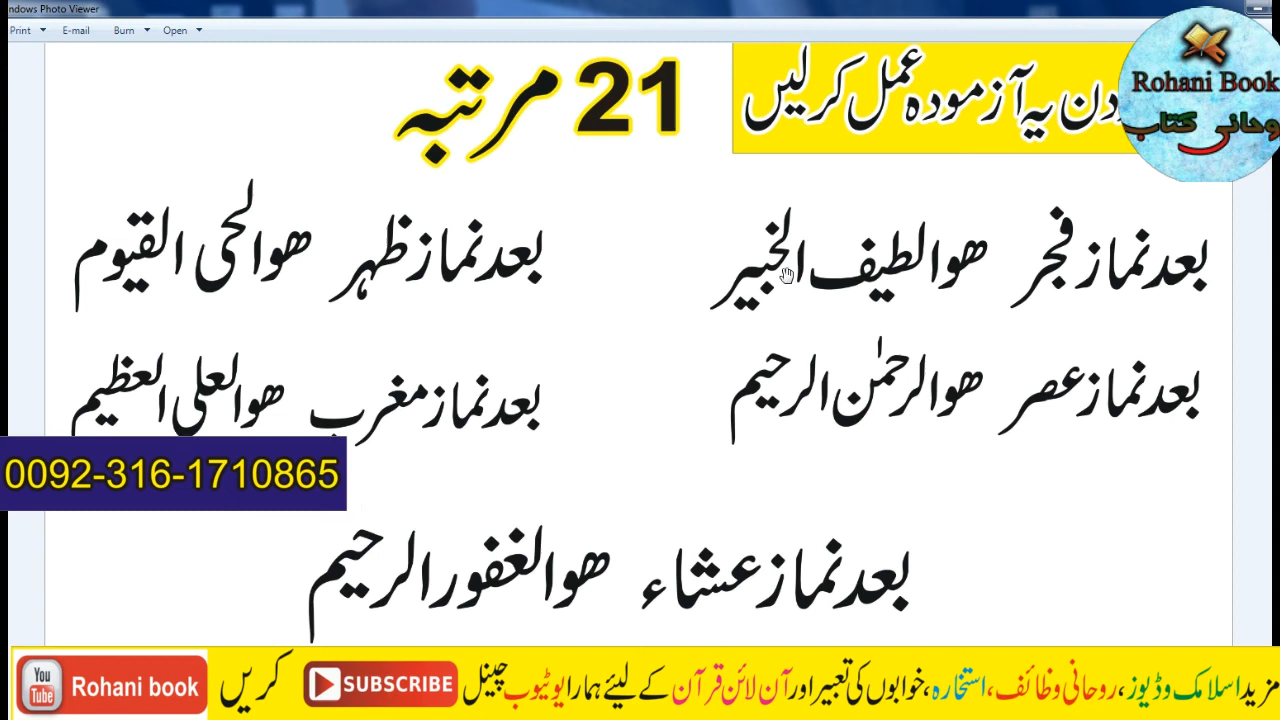 ndows Photo Viewer
Print E-mail Burn Open
دن یہ آزمودہ عمل کرلیں
21 مرتبہ
Rohani Book
بعد نماز فجر ھوالطیف الخبیر
بعد نماز ظہر ھوالحی القیوم
بعد نماز عصر ھوالرحمٰن الرحیم
بعد نماز مغرب ھوالعلی العظیم
0092-316-1710865
بعد نماز عشاء ھوالغفور الرحیم
مزید اسلامک وڈیوز، روحانی وظائف، استخارہ، خوابوں کی تعبیر اور آن لائن قرآن کے لیئے ہمارا یوٹیوب چینل SUBSCRIBE کریں You Tube Rohani book